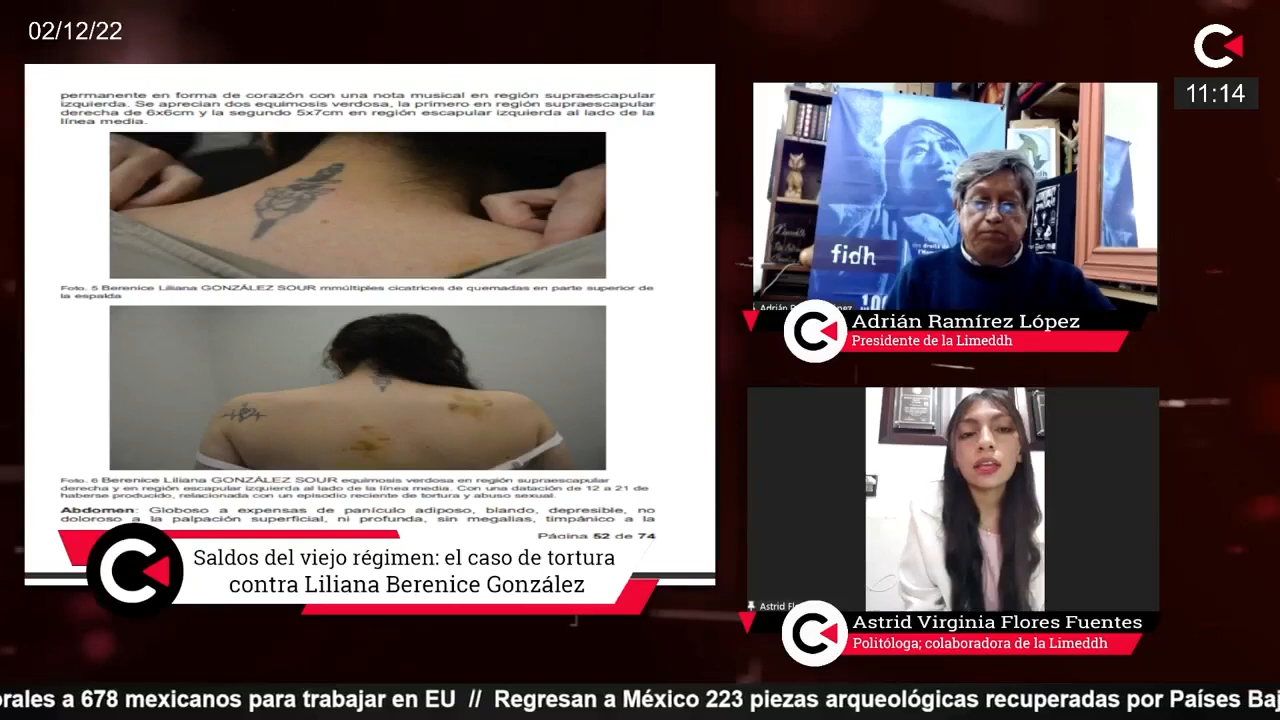 02/12/22
11:14
permanente en forma de corazón con una nota musical en región supraescapular
izquierda. Se aprecian dos equimosis verdosa, la primero en región supraescapular
derecha de 6x6cm y la segundo 5x7cm en región escapular izquierda al lado de la
línea media.
Foto. 5 Berenice Liliana GONZÁLEZ SOUR mmúltiples cicatrices de quemadas en parte superior de
la espalda
Foto. 6 Berenice Liliana GONZÁLEZ SOUR equimosis verdosa en región supraescapular
derecha y en región escapular izquierda al lado de la línea media. Con una datación de 12 a 21 de
haberse producido, relacionada con un episodio reciente de tortura y abuso sexual.
Abdomen: Globoso a expensas de panículo adiposo, blando, depresible, no
doloroso a la palpación superficial, ni profunda, sin megalias, timpánico a la
Página 52 de 74
Saldos del viejo régimen: el caso de tortura
contra Liliana Berenice González
fidh
Adrián Ramírez López
Presidente de la Limeddh
Astrid
Astrid Virginia Flores Fuentes
Politóloga; colaboradora de la Limeddh
orales a 678 mexicanos para trabajar en EU // Regresan a México 223 piezas arqueológicas recuperadas por Países Baj